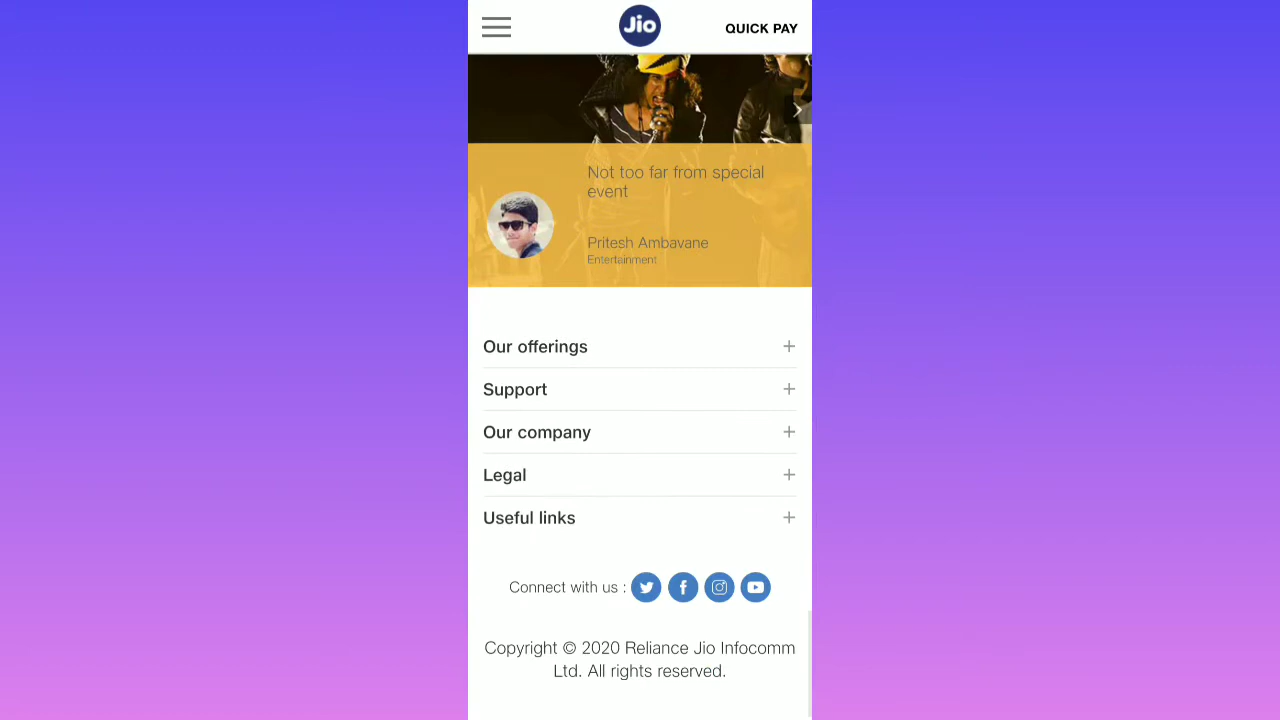 Jio
QUICK PAY
Not too far from special
event
Pritesh Ambavane
Entertainment
Our offerings
Support
Our company
Legal
Useful links
Connect with us :
Copyright © 2020 Reliance Jio Infocomm
Ltd. All rights reserved.